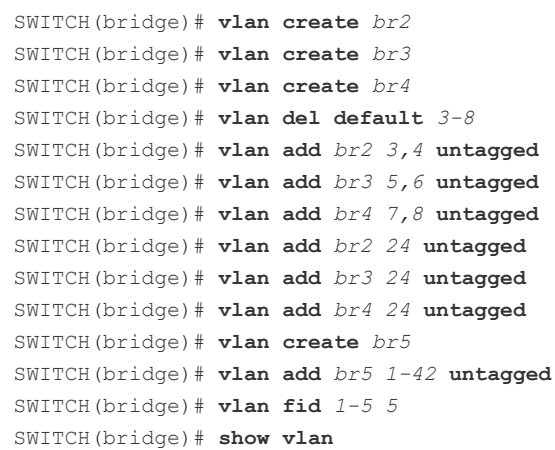 SWITCH(bridge)# vlan create br2
SWITCH(bridge)# vlan create br3
SWITCH(bridge)# vlan create br4
SWITCH(bridge)# vlan del default 3-8
SWITCH(bridge)# vlan add br2 3,4 untagged
SWITCH(bridge)# vlan add br3 5,6 untagged
SWITCH(bridge)# vlan add br4 7,8 untagged
SWITCH(bridge)# vlan add br2 24 untagged
SWITCH(bridge)# vlan add br3 24 untagged
SWITCH(bridge)# vlan add br4 24 untagged
SWITCH(bridge)# vlan create br5
SWITCH(bridge)# vlan add br5 1-42 untagged
SWITCH(bridge)# vlan fid 1-5 5
SWITCH(bridge)# show vlan